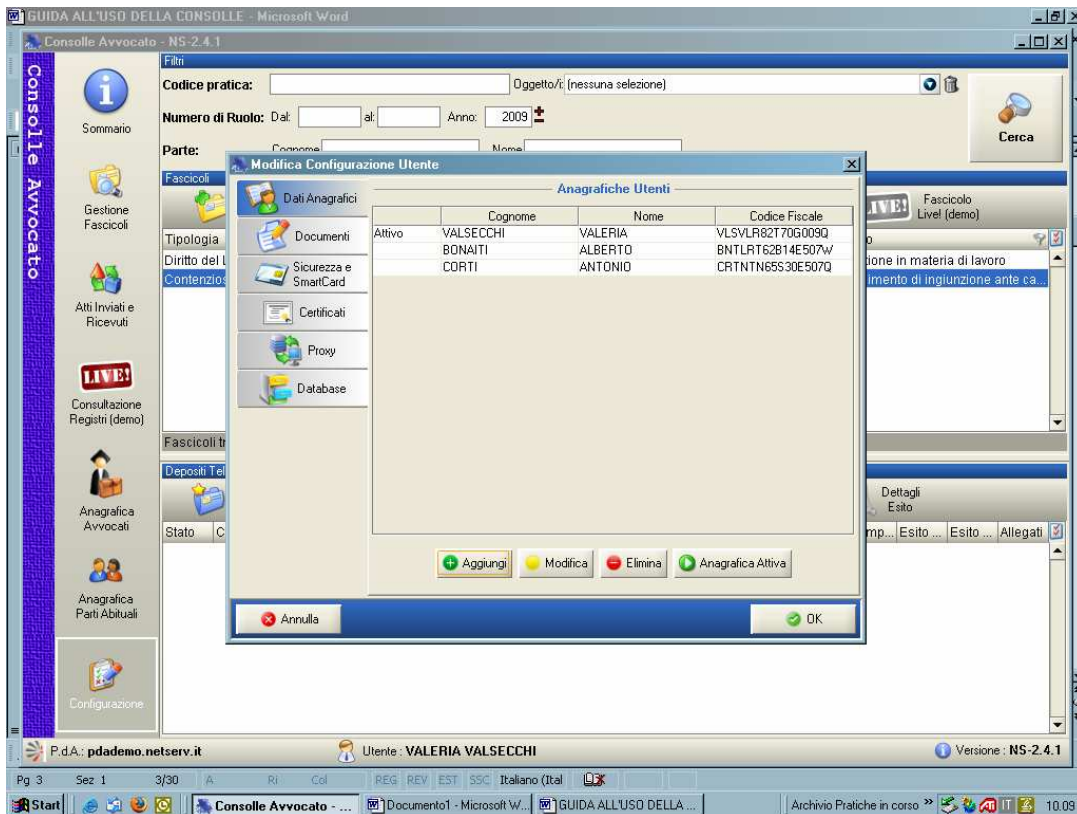 GUIDA ALL'USO DELLA CONSOLLE - Microsoft Word
Consolle Avvocato - NS-2.4.1
Consolle Avvocato
Sommario
Gestione
Fascicoli
Atti Inviati e
Ricevuti
LIVE!
Consultazione
Registri (demo)
Anagrafica
Avvocati
Anagrafica
Parti Abituali
Configurazione
Filtri
Codice pratica: Oggetto/i: (nessuna selezione)
Numero di Ruolo: Dal: al: Anno: 2009
Cerca
Parte: Cognome Nome
Fascicoli
LIVE! Fascicolo
Live! (demo)
Tipologia
Diritto del L
ione in materia di lavoro
Contenzios
imento di ingiunzione ante ca...
Fascicoli tr
Depositi Tel
Dettagli
Esito
Stato C
mp... Esito ... Esito ... Allegati
Modifica Configurazione Utente
Dati Anagrafici
Documenti
Sicurezza e
SmartCard
Certificati
Proxy
Database
Anagrafiche Utenti
Cognome Nome Codice Fiscale
Attivo VALSECCHI VALERIA VLSVLR82T70G009Q
BONAITI ALBERTO BNTLRT62B14E507W
CORTI ANTONIO CRTNTN65S30E507Q
Aggiungi Modifica Elimina Anagrafica Attiva
Annulla OK
P.d.A.: pdademo.netserv.it Utente : VALERIA VALSECCHI Versione : NS-2.4.1
Pg 3 Sez 1 3/30 A Ri Col REG REV EST SSC Italiano (Ital
Start Consolle Avvocato - ... Documento1 - Microsoft W... GUIDA ALL'USO DELLA ... Archivio Pratiche in corso » 10.09